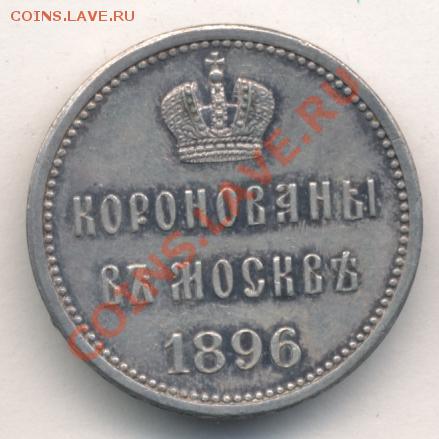 COINS.LAVE.RU
КОРОНОВАНЫ
ВЪ МОСКВѢ
1896
COINS.LAVE.RU